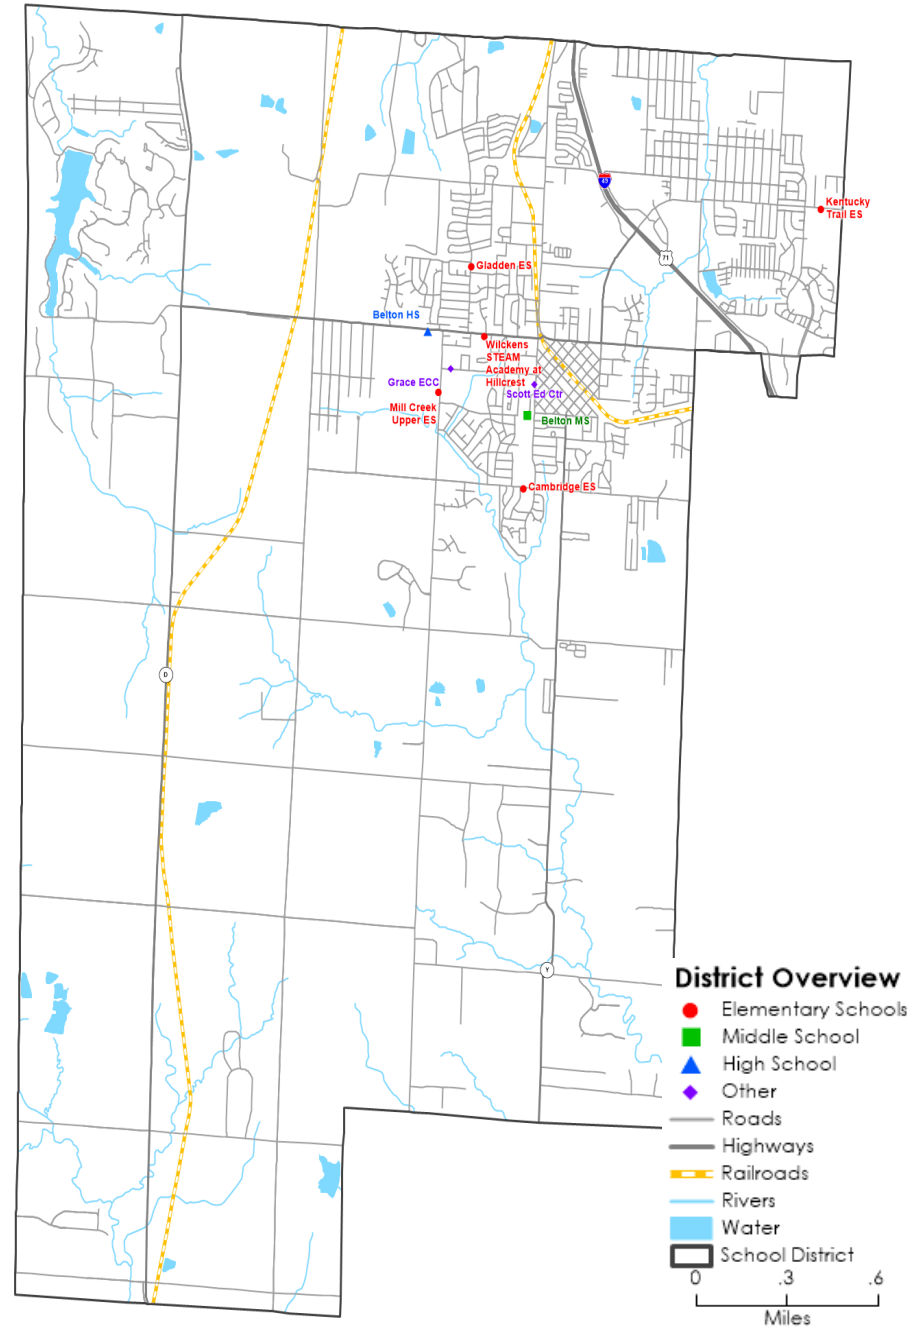 49
Kentucky
Trail ES
71
Gladden ES
Belton HS
Wilckens
STEAM
Academy at
Hillcrest
Grace ECC
Scott Ed Ctr
Mill Creek
Upper ES
Belton MS
Cambridge ES
D
Y
District Overview
Elementary Schools
Middle School
High School
Other
Roads
Highways
Railroads
Rivers
Water
School District
0 .3 .6
Miles